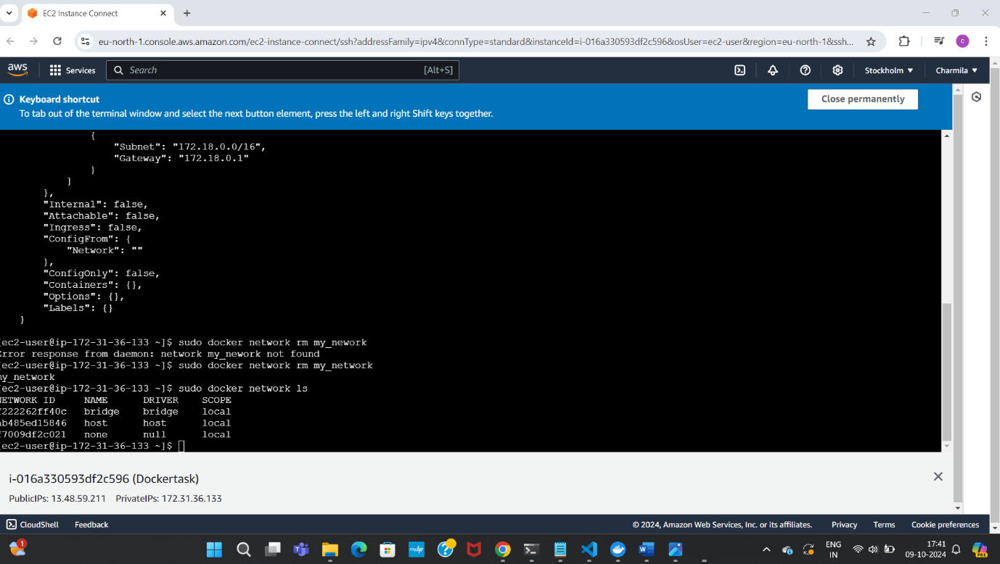 EC2 Instance Connect
eu-north-1.console.aws.amazon.com/ec2-instance-connect/ssh?addressFamily=ipv4&connType=standard&instanceId=i-016a330593df2c596&osUser=ec2-user&region=eu-north-1&ssh...
C
aws
Services
Search
[Alt+S]
Stockholm
Charmila
Keyboard shortcut
To tab out of the terminal window and select the next button element, press the left and right Shift keys together.
Close permanently
{
"Subnet": "172.18.0.0/16",
"Gateway": "172.18.0.1"
}
]
},
"Internal": false,
"Attachable": false,
"Ingress": false,
"ConfigFrom": {
"Network": ""
},
"ConfigOnly": false,
"Containers": {},
"Options": {},
"Labels": {}
}
[ec2-user@ip-172-31-36-133 ~]$ sudo docker network rm my_nework
Error response from daemon: network my_nework not found
[ec2-user@ip-172-31-36-133 ~]$ sudo docker network rm my_network
my_network
[ec2-user@ip-172-31-36-133 ~]$ sudo docker network ls
NETWORK ID NAME DRIVER SCOPE
f222262ff40c bridge bridge local
ab485ed15846 host host local
f7009df2c021 none null local
[ec2-user@ip-172-31-36-133 ~]$
i-016a330593df2c596 (Dockertask)
PublicIPs: 13.48.59.211 PrivateIPs: 172.31.36.133
CloudShell Feedback
© 2024, Amazon Web Services, Inc. or its affiliates. Privacy Terms Cookie preferences
1
myhp
ENG
IN
17:41
09-10-2024
PRE